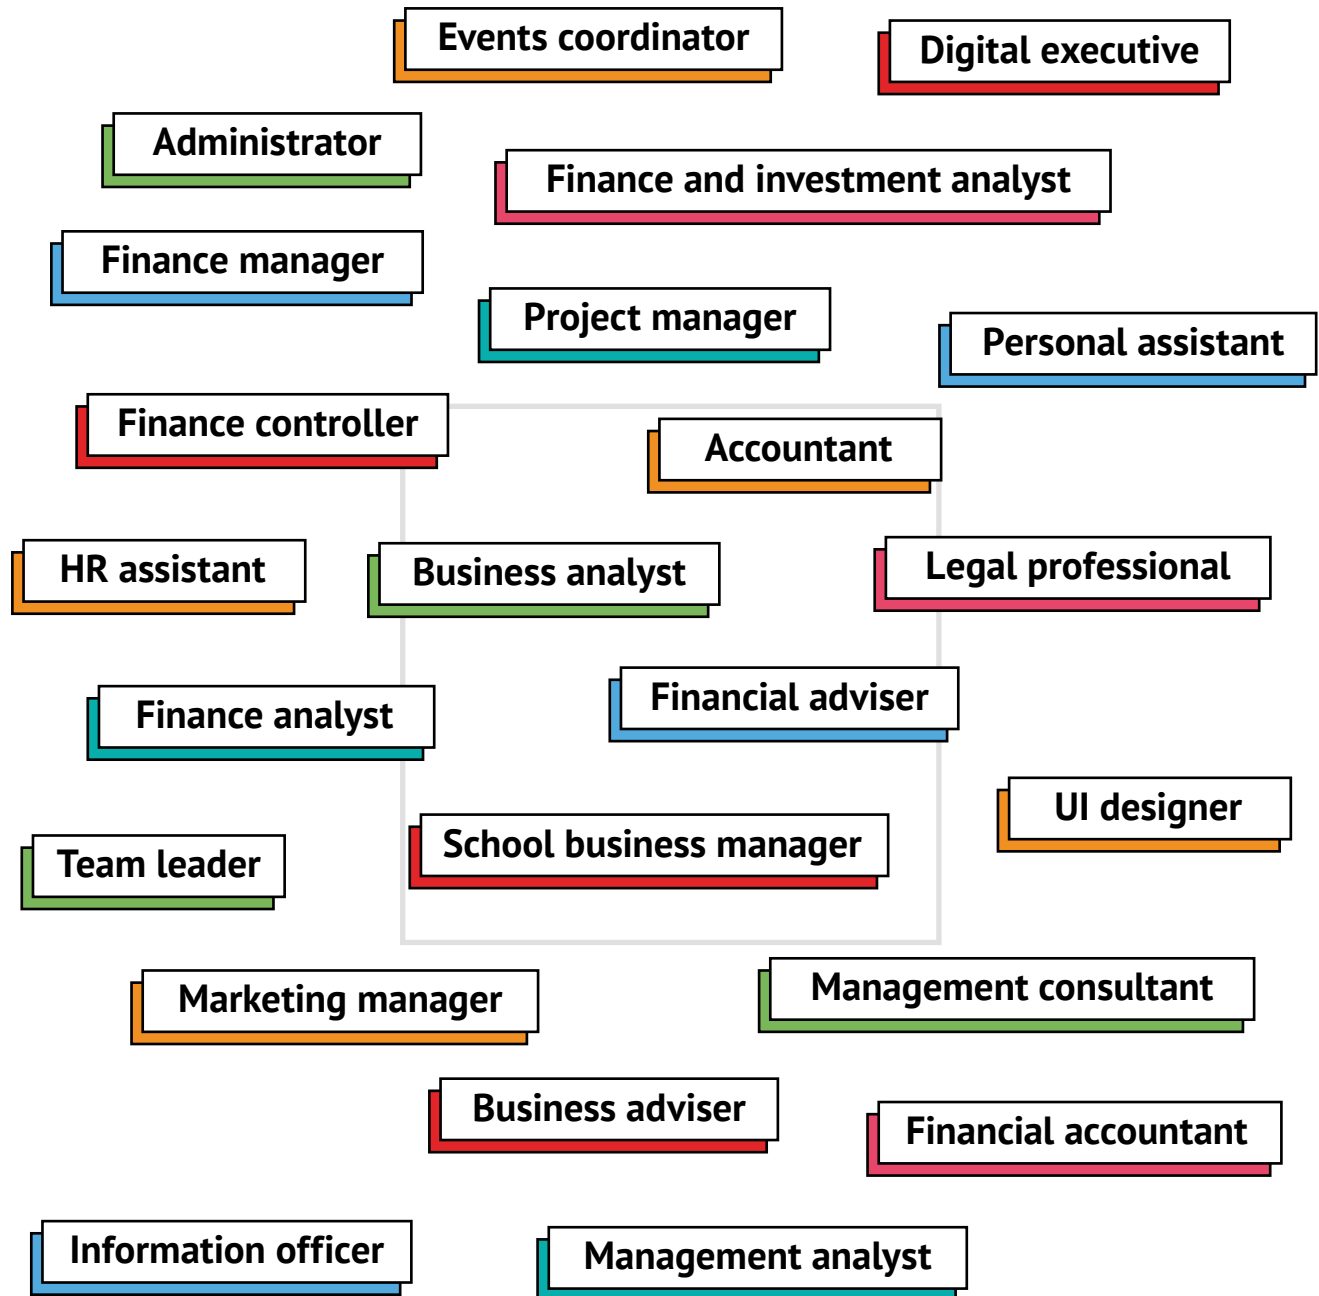 Events coordinator
Digital executive
Administrator
Finance and investment analyst
Finance manager
Project manager
Personal assistant
Finance controller
Accountant
HR assistant
Business analyst
Legal professional
Finance analyst
Financial adviser
UI designer
Team leader
School business manager
Marketing manager
Management consultant
Business adviser
Financial accountant
Information officer
Management analyst